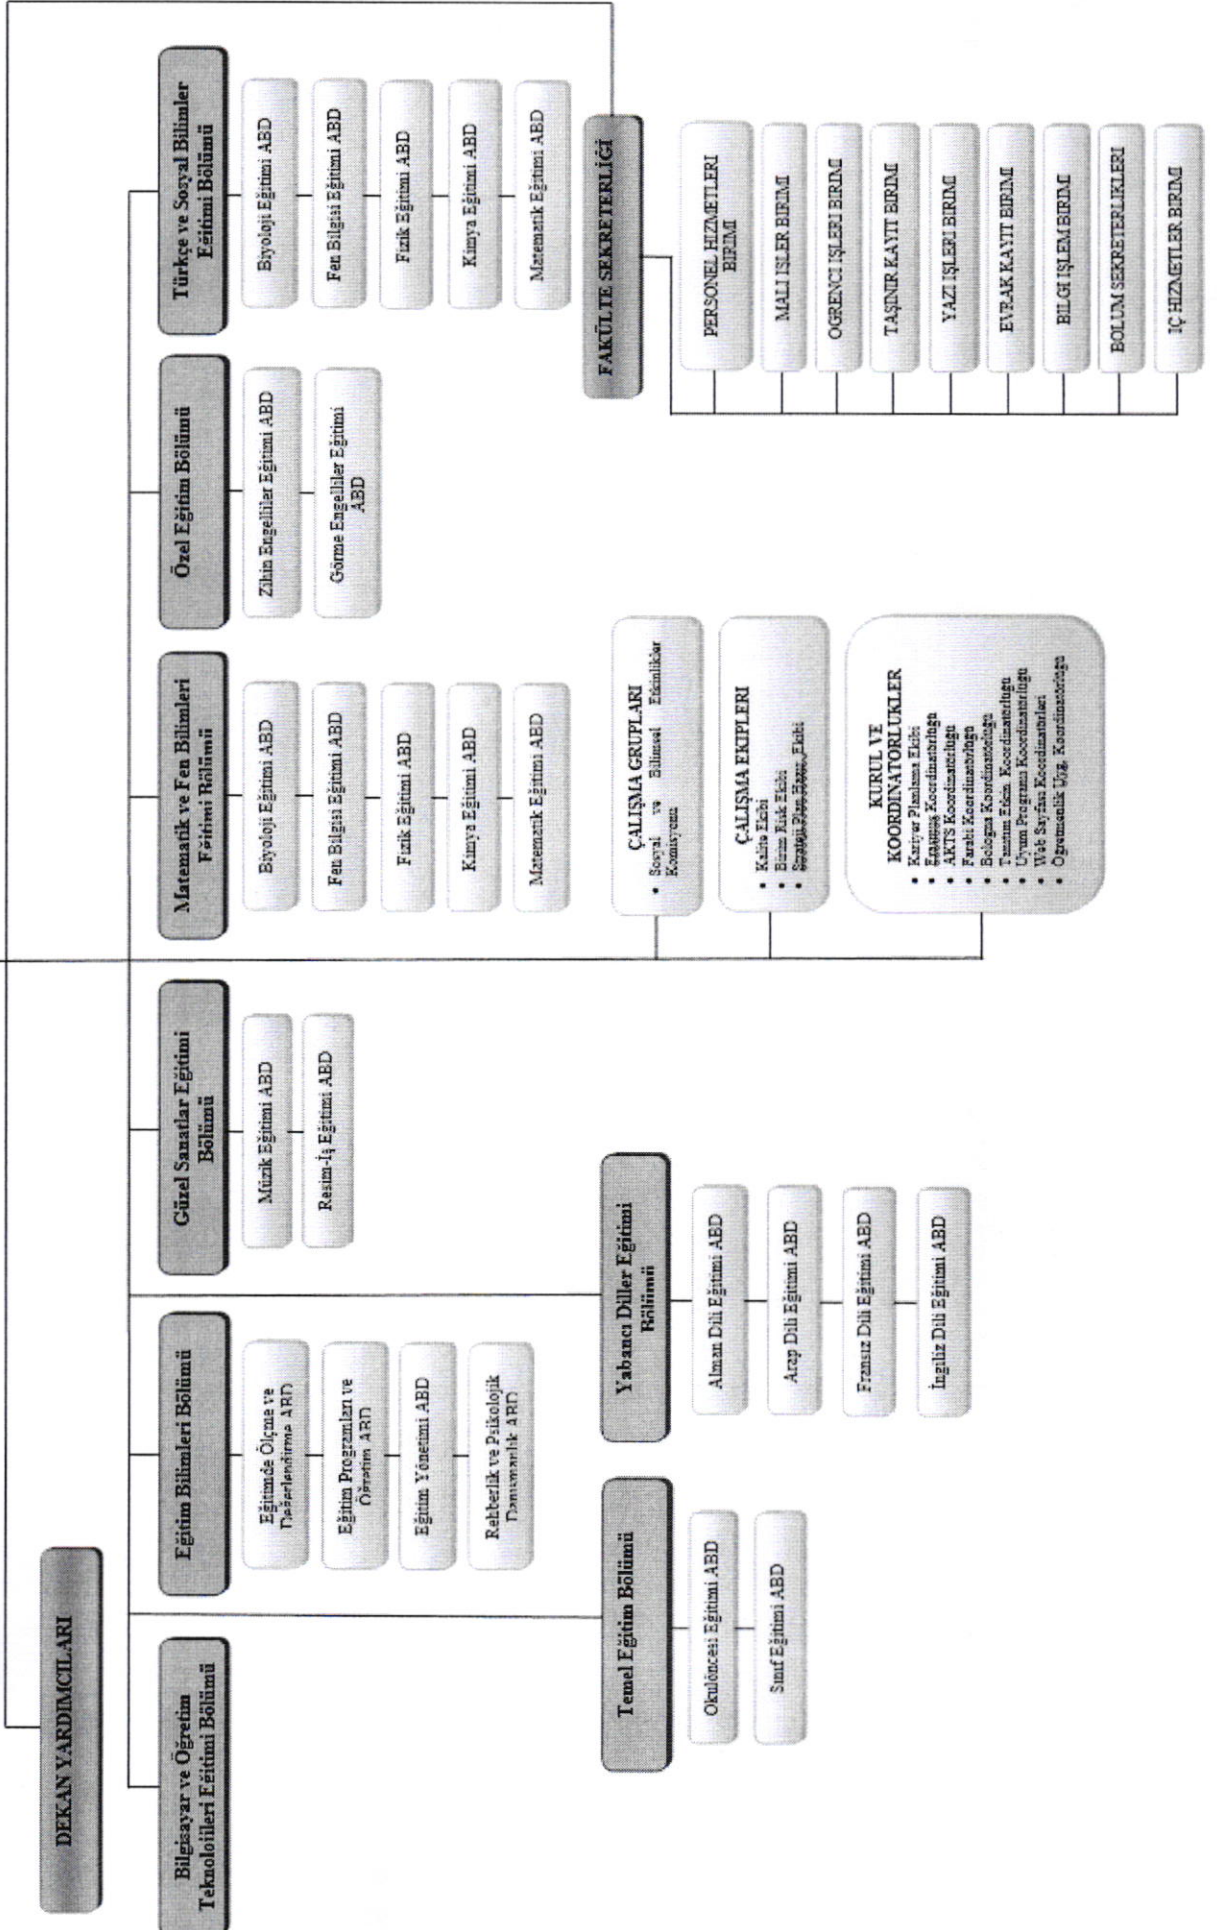 DEKAN YARDIMCILARI
Bilgisayar ve Öğretim
Teknolojileri Eğitimi Bölümü
Eğitim Bilimleri Bölümü
Eğitimde Ölçme ve
Değerlendirme ABD
Eğitim Programları ve
Öğretim ABD
Eğitim Yönetimi ABD
Rehberlik ve Psikolojik
Danışmanlık ABD
Güzel Sanatlar Eğitimi
Bölümü
Müzik Eğitimi ABD
Resim-İş Eğitimi ABD
Matematik ve Fen Bilimleri
Eğitimi Bölümü
Biyoloji Eğitimi ABD
Fen Bilgisi Eğitimi ABD
Fizik Eğitimi ABD
Kimya Eğitimi ABD
Matematik Eğitimi ABD
Özel Eğitim Bölümü
Zihin Engelliler Eğitimi ABD
Görme Engelliler Eğitimi
ABD
Türkçe ve Sosyal Bilimler
Eğitimi Bölümü
Biyoloji Eğitimi ABD
Fen Bilgisi Eğitimi ABD
Fizik Eğitimi ABD
Kimya Eğitimi ABD
Matematik Eğitimi ABD
Temel Eğitim Bölümü
Okulöncesi Eğitimi ABD
Sınıf Eğitimi ABD
Yabancı Diller Eğitimi
Bölümü
Alman Dili Eğitimi ABD
Arap Dili Eğitimi ABD
Fransız Dili Eğitimi ABD
İngiliz Dili Eğitimi ABD
ÇALIŞMA GRUPLARI
• Sosyal ve Bilimsel Etkinlikler
Komisyonu
ÇALIŞMA EKİPLERİ
• Kalite Ekibi
• Birim Risk Ekibi
• Strateji Plan Hazır. Ekibi
KURUL VE
KOORDİNATÖRLÜKLER
• Kariyer Planlama Ekibi
• Erasmus Koordinatörlüğü
• AKTS Koordinatörlüğü
• Farabi Koordinatörlüğü
• Bologna Koordinatörlüğü
• Tanıtım Etkin. Koordinatörlüğü
• Uyum Programı Koordinatörlüğü
• Web Sayfası Koordinatörleri
• Öğretmenlik Uyg. Koordinatörlüğü
FAKÜLTE SEKRETERLİĞİ
PERSONEL HİZMETLERİ
BİRİMİ
MALİ İŞLER BİRİMİ
ÖĞRENCİ İŞLERİ BİRİMİ
TAŞINIR KAYIT BİRİMİ
YAZI İŞLERİ BİRİMİ
EVRAK KAYIT BİRİMİ
BİLGİ İŞLEM BİRİMİ
BÖLÜM SEKRETERLİKLERİ
İÇ HİZMETLER BİRİMİ